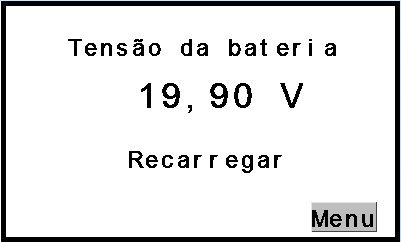 Tensão da bateria
19,90 V
Recarregar
Menu